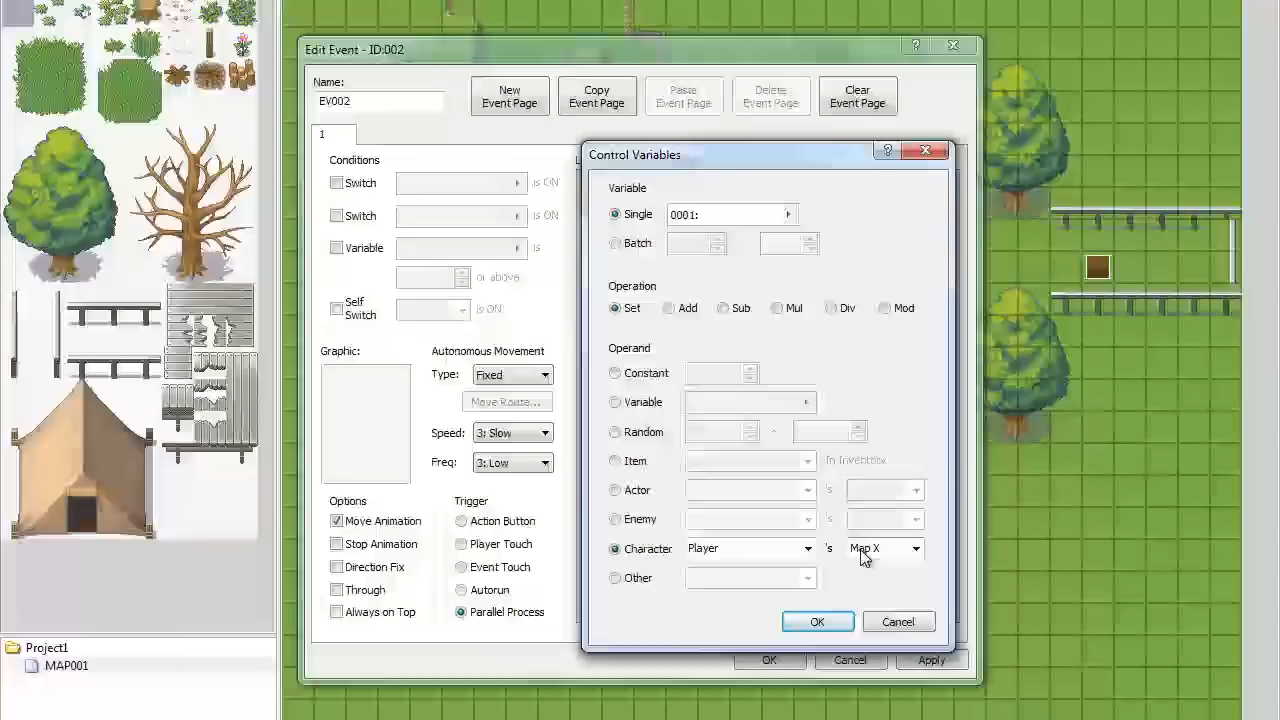 Edit Event - ID:002
Name:
EV002
New
Event Page
Copy
Event Page
Paste
Event Page
Delete
Event Page
Clear
Event Page
1
Conditions
Switch
is ON
Switch
is ON
Variable
is
or above
Self
Switch
is ON
Graphic:
Autonomous Movement
Type:
Fixed
Move Route...
Speed:
3: Slow
Freq:
3: Low
Options
Move Animation
Stop Animation
Direction Fix
Through
Always on Top
Trigger
Action Button
Player Touch
Event Touch
Autorun
Parallel Process
OK
Cancel
Apply
Control Variables
Variable
Single
0001:
Batch
Operation
Set
Add
Sub
Mul
Div
Mod
Operand
Constant
Variable
Random
~
Item
In Inventory
Actor
's
Enemy
's
Character
Player
's
Map X
Other
OK
Cancel
Project1
MAP001